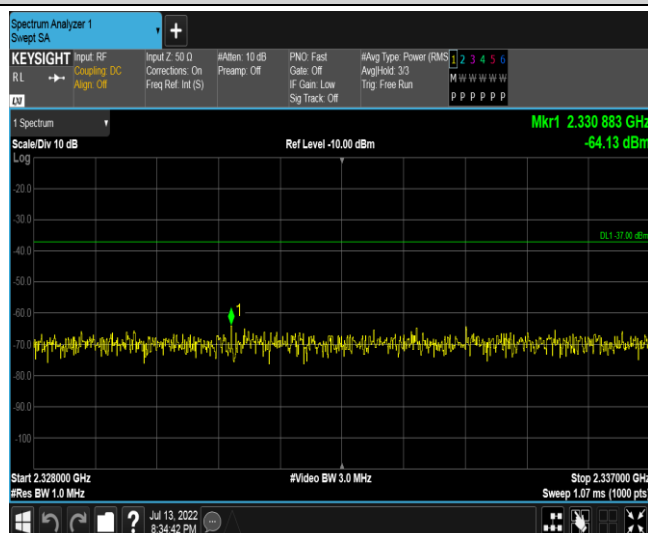 Spectrum Analyzer 1
Swept SA
+
KEYSIGHT
RL
LXI
Input: RF
Coupling: DC
Align: Off
Input Z: 50 Ω
Corrections: On
Freq Ref: Int (S)
#Atten: 10 dB
Preamp: Off
PNO: Fast
Gate: Off
IF Gain: Low
Sig Track: Off
#Avg Type: Power (RMS
Avg|Hold: 3/3
Trig: Free Run
1 2 3 4 5 6
M W W W W W
P P P P P P
1 Spectrum
Mkr1 2.330 883 GHz
Scale/Div 10 dB
Ref Level -10.00 dBm
-64.13 dBm
Log
-20.0
-30.0
DL1 -37.00 dBm
-40.0
-50.0
-60.0
1
-70.0
-80.0
-90.0
-100
Start 2.328000 GHz
#Video BW 3.0 MHz
Stop 2.337000 GHz
#Res BW 1.0 MHz
Sweep 1.07 ms (1000 pts)
?
Jul 13, 2022
8:34:42 PM